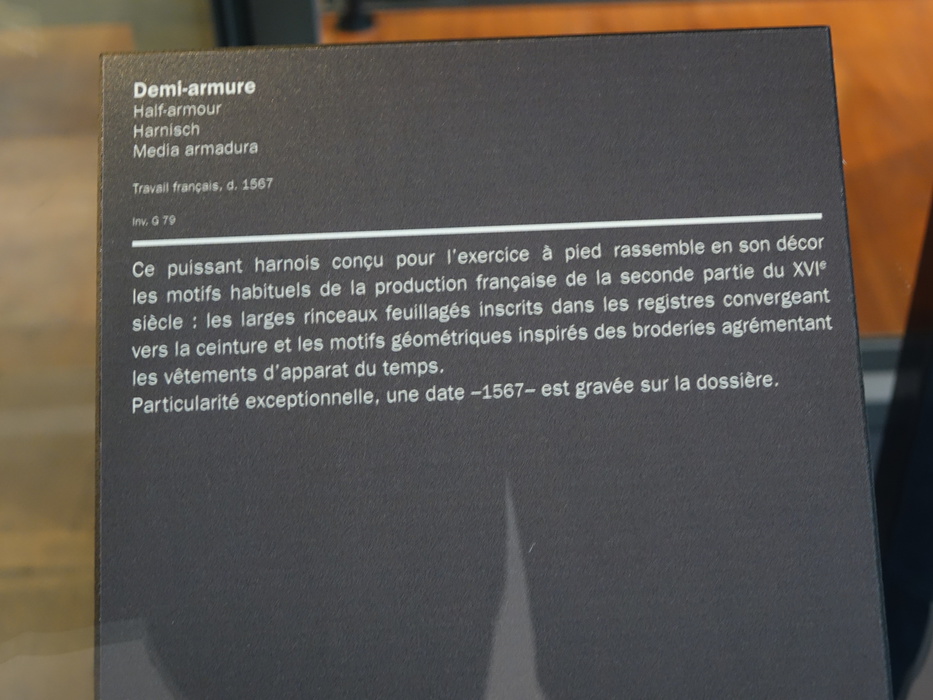 Demi-armure
Half-armour
Harnisch
Media armadura
Travail français, d. 1567
Inv. G 79
Ce puissant harnois conçu pour l'exercice à pied rassemble en son décor
les motifs habituels de la production française de la seconde partie du XVIe
siècle : les larges rinceaux feuillagés inscrits dans les registres convergeant
vers la ceinture et les motifs géométriques inspirés des broderies agrémentant
les vêtements d'apparat du temps.
Particularité exceptionnelle, une date –1567– est gravée sur la dossière.